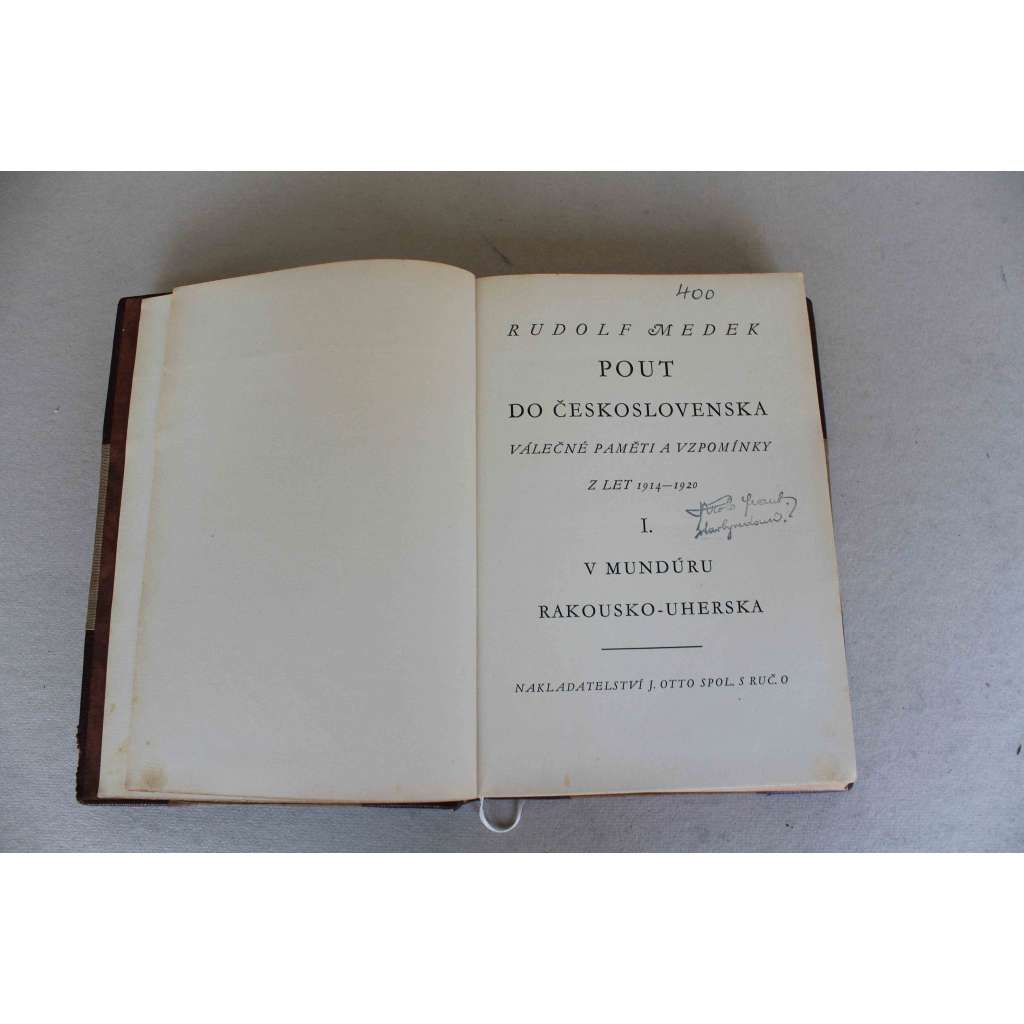 400
RUDOLF MEDEK
POUT
DO ČESKOSLOVENSKA
VÁLEČNÉ PAMĚTI A VZPOMÍNKY
Z LET 1914—1920
I.
V MUNDÚRU
RAKOUSKO-UHERSKA
NAKLADATELSTVÍ J. OTTO SPOL. S RUČ. O